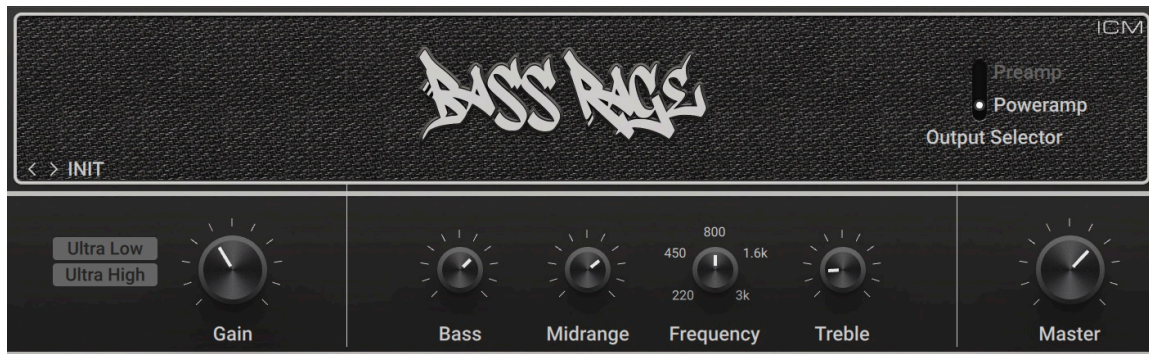 ICM
BASS RAGE
Preamp
Poweramp
Output Selector
< > INIT
Ultra Low
Ultra High
800
450 1.6k
220 3k
Gain Bass Midrange Frequency Treble Master